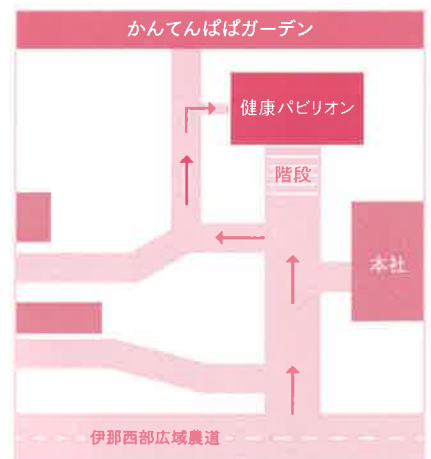 かんてんぱぱガーデン
健康パビリオン
階段
本社
伊那西部広域農道